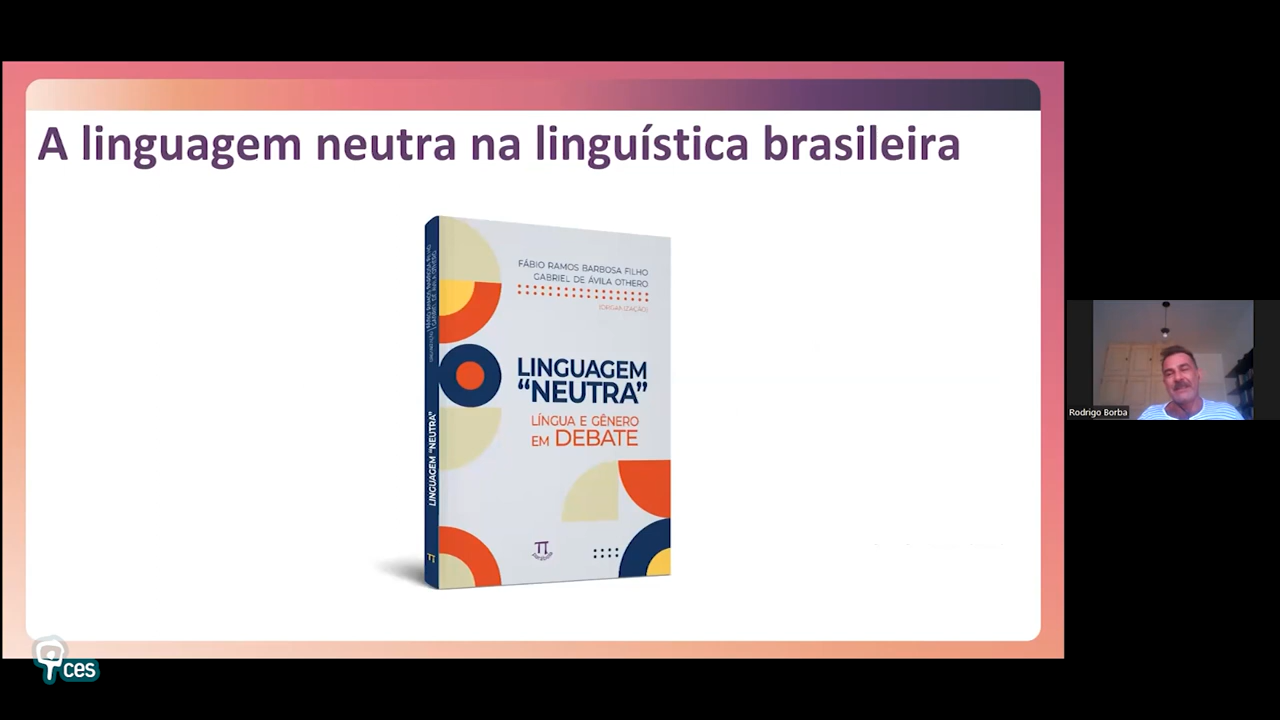 A linguagem neutra na linguística brasileira
FÁBIO RAMOS BARBOSA FILHO
GABRIEL DE ÁVILA OTHERO
[ORGANIZAÇÃO]
LINGUAGEM
“NEUTRA”
LÍNGUA E GÊNERO
EM DEBATE
LINGUAGEM “NEUTRA”
parábola
Rodrigo Borba
ces